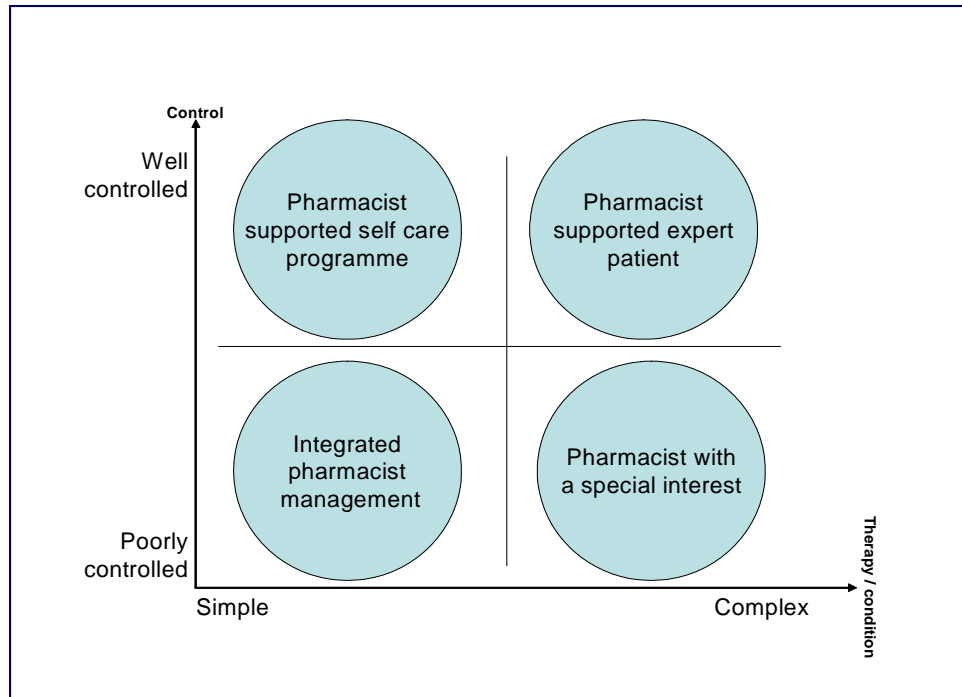 Control
Well
controlled
Pharmacist
supported self care
programme
Pharmacist
supported expert
patient
Integrated
pharmacist
management
Pharmacist with
a special interest
Poorly
controlled
Simple
Complex
Therapy / condition